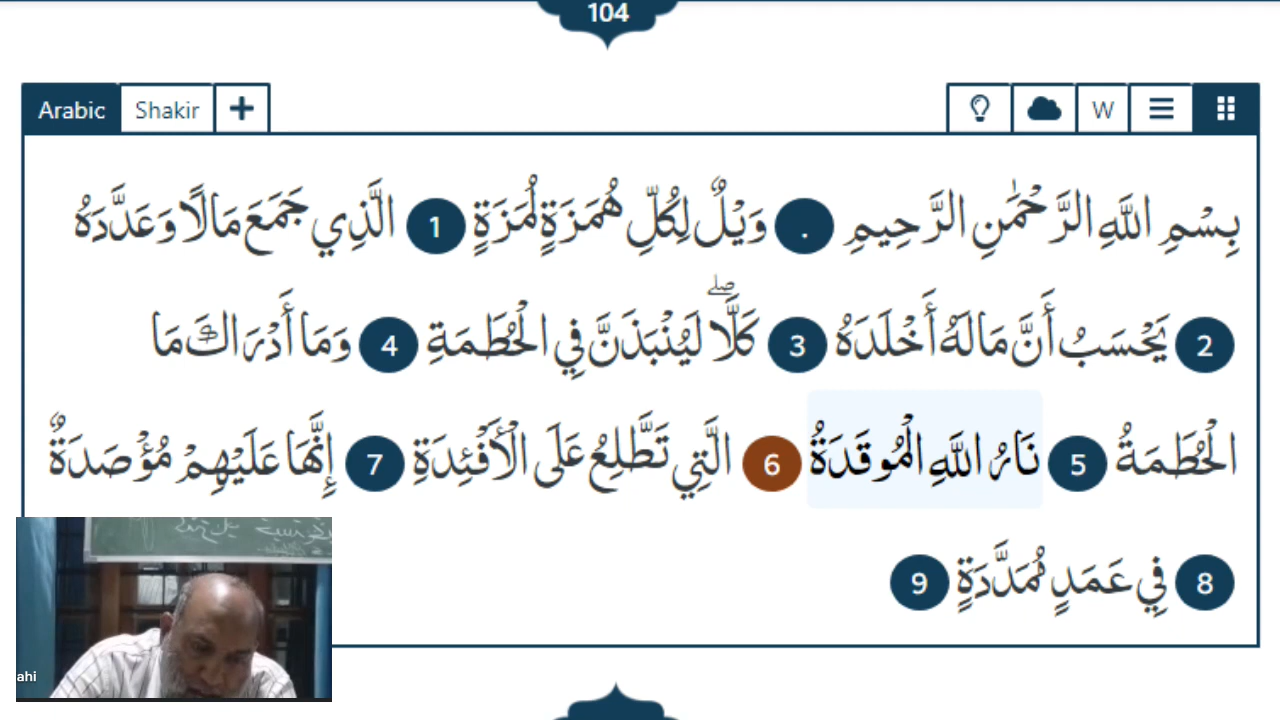 104
Arabic Shakir + W
بِسْمِ اللَّهِ الرَّحْمَٰنِ الرَّحِيمِ . وَيْلٌ لِكُلِّ هُمَزَةٍ لُمَزَةٍ 1 الَّذِي جَمَعَ مَالًا وَعَدَّدَهُ
2 يَحْسَبُ أَنَّ مَالَهُ أَخْلَدَهُ 3 كَلَّا ۖ لَيُنْبَذَنَّ فِي الْحُطَمَةِ 4 وَمَا أَدْرَاكَ مَا
الْحُطَمَةُ 5 نَارُ اللَّهِ الْمُوقَدَةُ 6 الَّتِي تَطَّلِعُ عَلَى الْأَفْئِدَةِ 7 إِنَّهَا عَلَيْهِمْ مُؤْصَدَةٌ
8 فِي عَمَدٍ مُمَدَّدَةٍ 9
ahi